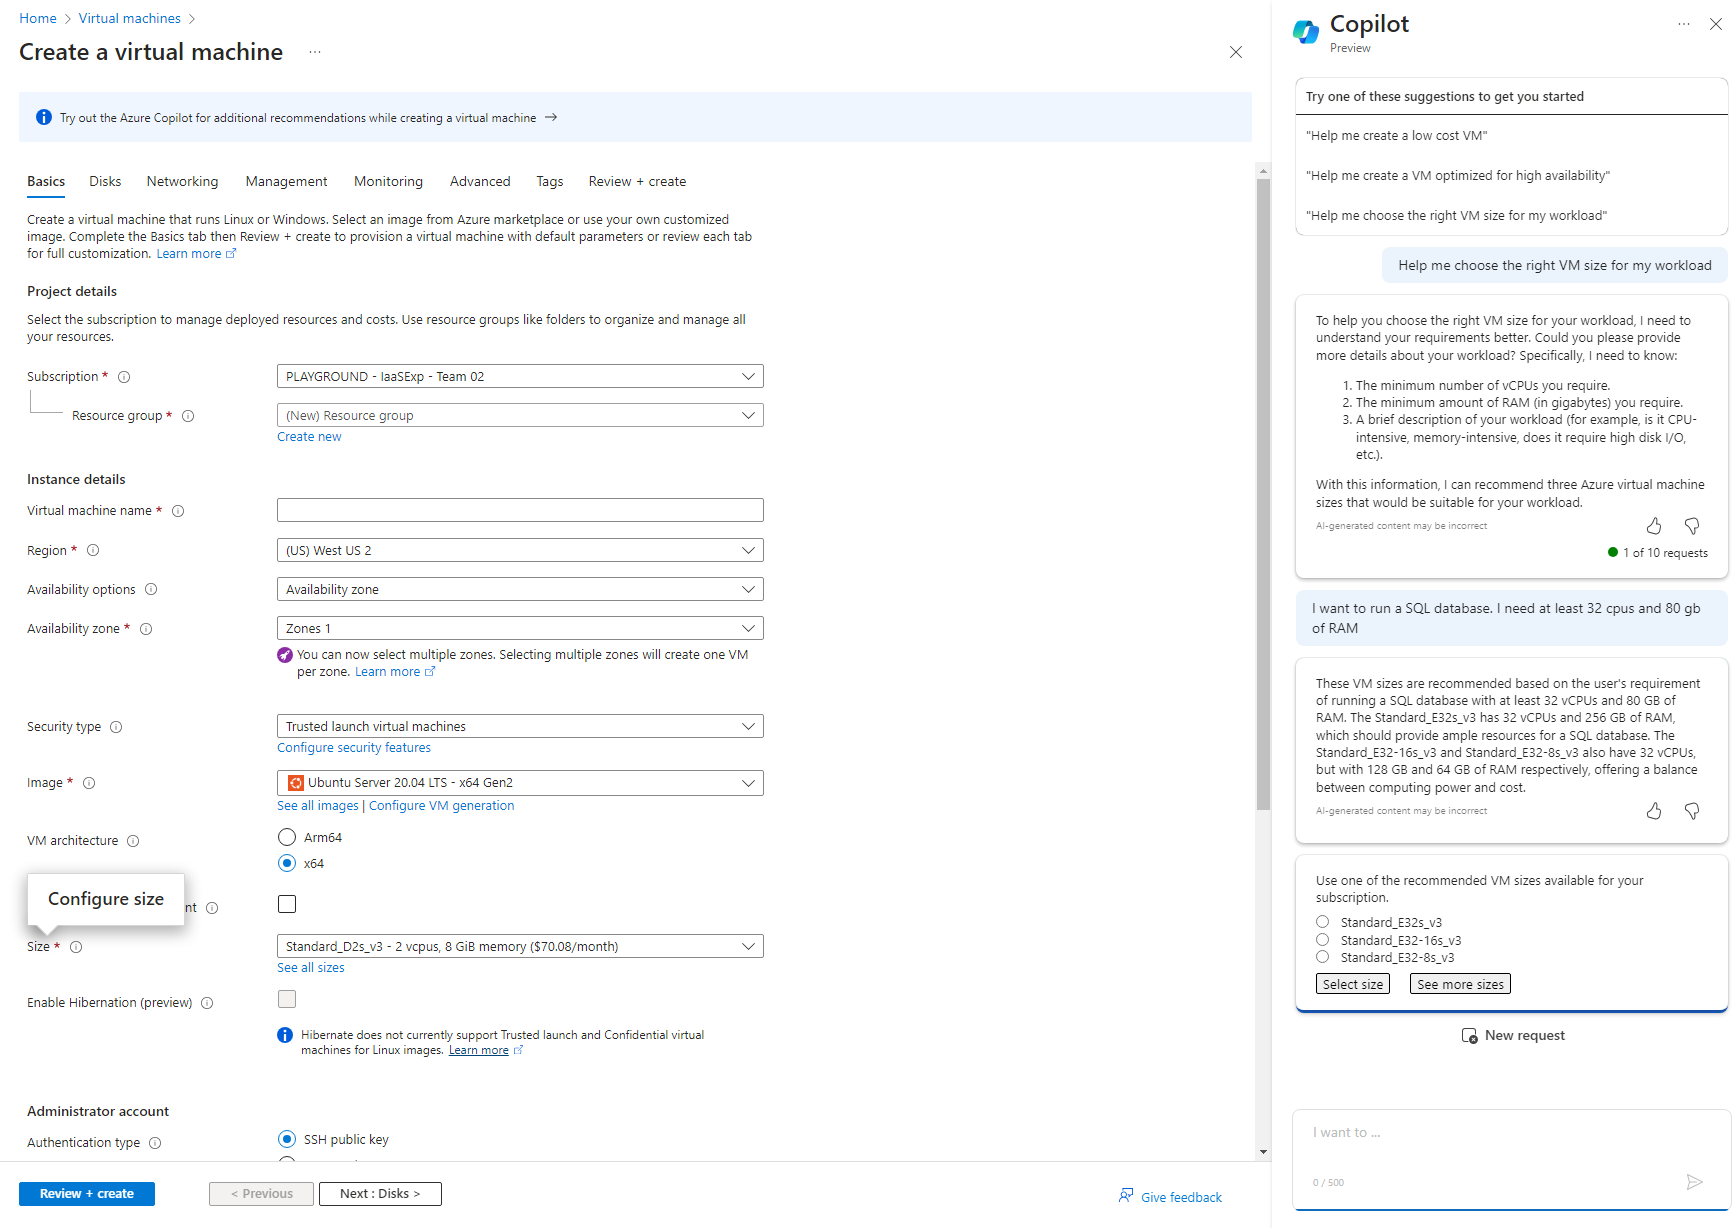 Home > Virtual machines >
Create a virtual machine ...
Try out the Azure Copilot for additional recommendations while creating a virtual machine →
Basics Disks Networking Management Monitoring Advanced Tags Review + create
Create a virtual machine that runs Linux or Windows. Select an image from Azure marketplace or use your own customized
image. Complete the Basics tab then Review + create to provision a virtual machine with default parameters or review each tab
for full customization. Learn more
Project details
Select the subscription to manage deployed resources and costs. Use resource groups like folders to organize and manage all
your resources.
Subscription *
PLAYGROUND - IaaSExp - Team 02
Resource group *
(New) Resource group
Create new
Instance details
Virtual machine name *
Region *
(US) West US 2
Availability options
Availability zone
Availability zone *
Zones 1
You can now select multiple zones. Selecting multiple zones will create one VM
per zone. Learn more
Security type
Trusted launch virtual machines
Configure security features
Image *
Ubuntu Server 20.04 LTS - x64 Gen2
See all images | Configure VM generation
VM architecture
Arm64
x64
Configure size
nt
Size *
Standard_D2s_v3 - 2 vcpus, 8 GiB memory ($70.08/month)
See all sizes
Enable Hibernation (preview)
Hibernate does not currently support Trusted launch and Confidential virtual
machines for Linux images. Learn more
Administrator account
Authentication type
SSH public key
Review + create
< Previous
Next : Disks >
Give feedback
Copilot
Preview
...
Try one of these suggestions to get you started
"Help me create a low cost VM"
"Help me create a VM optimized for high availability"
"Help me choose the right VM size for my workload"
Help me choose the right VM size for my workload
To help you choose the right VM size for your workload, I need to
understand your requirements better. Could you please provide
more details about your workload? Specifically, I need to know:
1. The minimum number of vCPUs you require.
2. The minimum amount of RAM (in gigabytes) you require.
3. A brief description of your workload (for example, is it CPU-
intensive, memory-intensive, does it require high disk I/O,
etc.).
With this information, I can recommend three Azure virtual machine
sizes that would be suitable for your workload.
AI-generated content may be incorrect
1 of 10 requests
I want to run a SQL database. I need at least 32 cpus and 80 gb
of RAM
These VM sizes are recommended based on the user's requirement
of running a SQL database with at least 32 vCPUs and 80 GB of
RAM. The Standard_E32s_v3 has 32 vCPUs and 256 GB of RAM,
which should provide ample resources for a SQL database. The
Standard_E32-16s_v3 and Standard_E32-8s_v3 also have 32 vCPUs,
but with 128 GB and 64 GB of RAM respectively, offering a balance
between computing power and cost.
AI-generated content may be incorrect
Use one of the recommended VM sizes available for your
subscription.
Standard_E32s_v3
Standard_E32-16s_v3
Standard_E32-8s_v3
Select size
See more sizes
New request
I want to ...
0 / 500